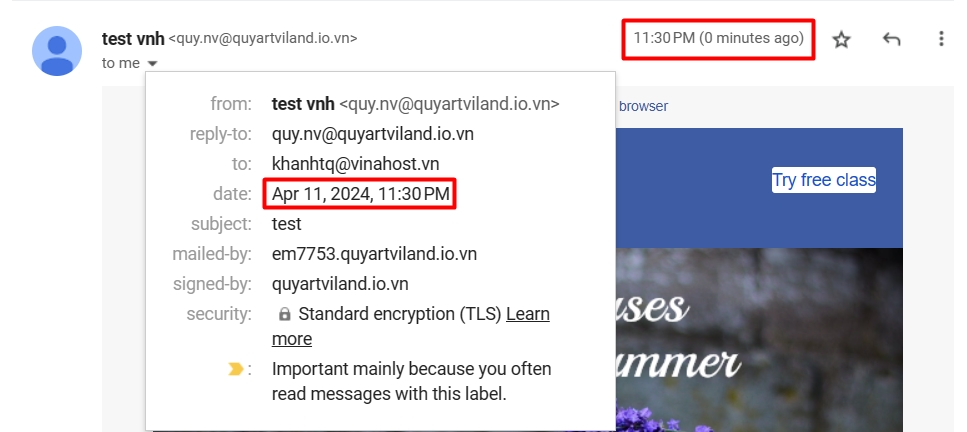 test vnh <quy.nv@quyartviland.io.vn>
11:30 PM (0 minutes ago)
to me
from: test vnh <quy.nv@quyartviland.io.vn>
browser
reply-to: quy.nv@quyartviland.io.vn
to: khanhtq@vinahost.vn
Try free class
date: Apr 11, 2024, 11:30 PM
subject: test
mailed-by: em7753.quyartviland.io.vn
signed-by: quyartviland.io.vn
security: Standard encryption (TLS) Learn
more
: Important mainly because you often
read messages with this label.